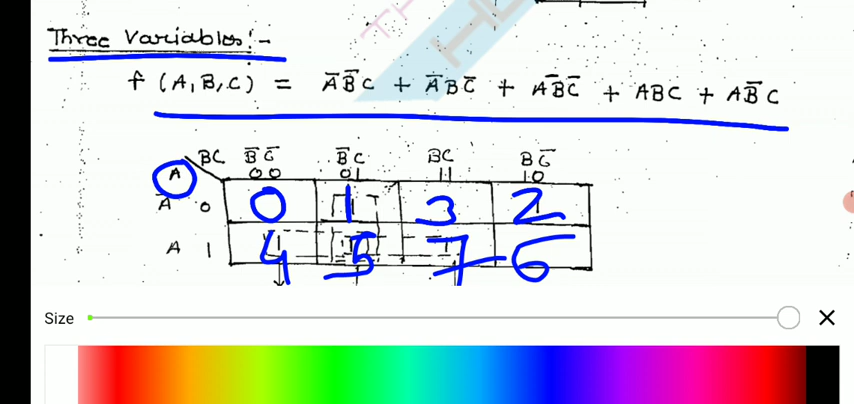 Three Variables:-
f (A,B,C) = A̅B̅C + A̅BC̅ + AB̅C̅ + ABC + AB̅C
A BC B̅C̅ B̅C BC BC̅
00 01 11 10
A̅ 0 0 1 3 2
A 1 4 5 7 6
Size